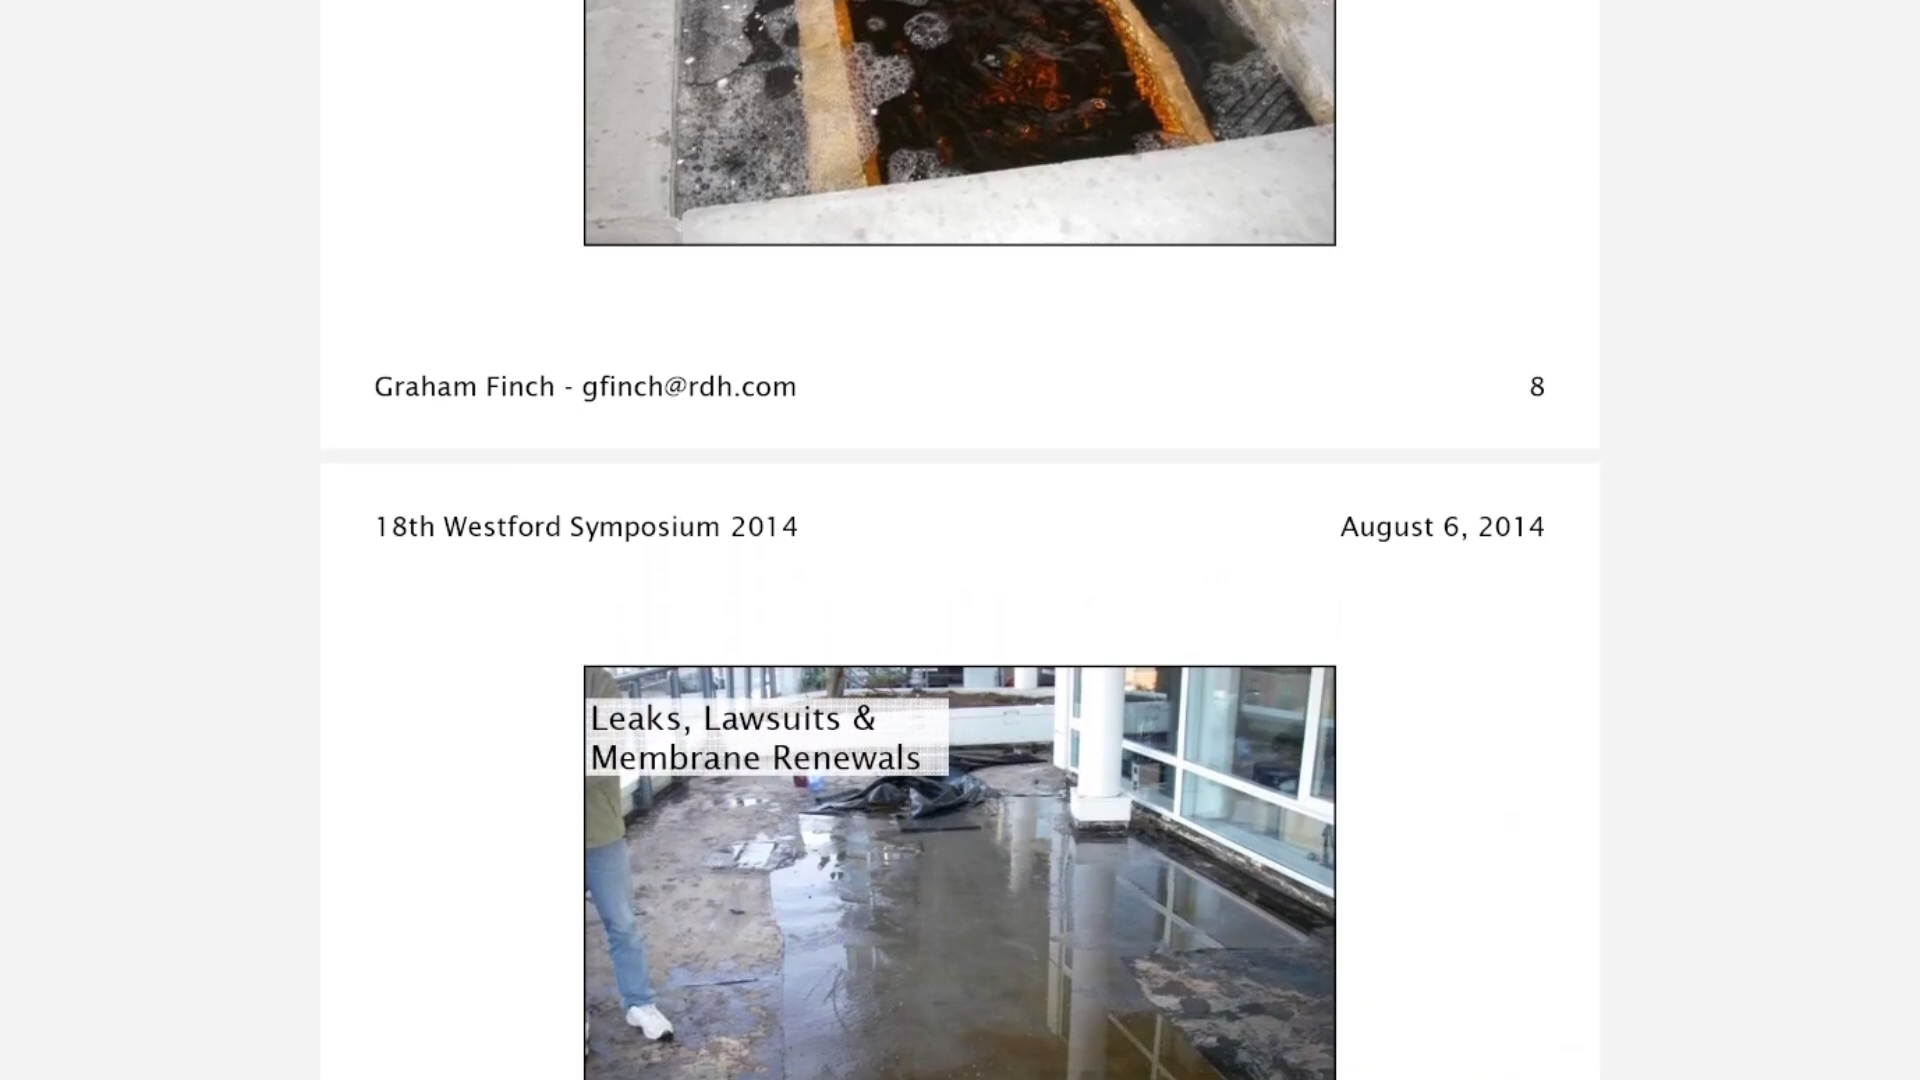 Graham Finch - gfinch@rdh.com
8
18th Westford Symposium 2014
August 6, 2014
Leaks, Lawsuits &
Membrane Renewals